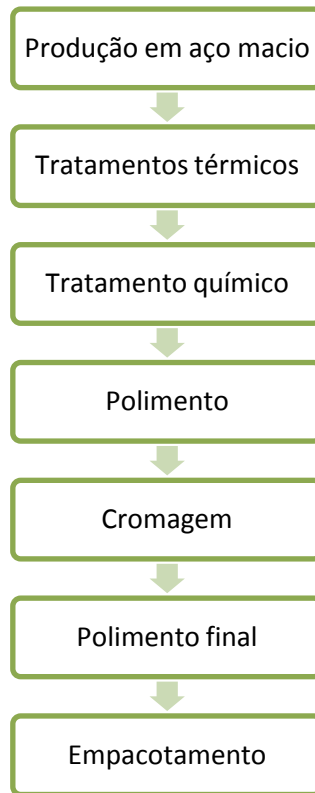 Produção em aço macio
Tratamentos térmicos
Tratamento químico
Polimento
Cromagem
Polimento final
Empacotamento